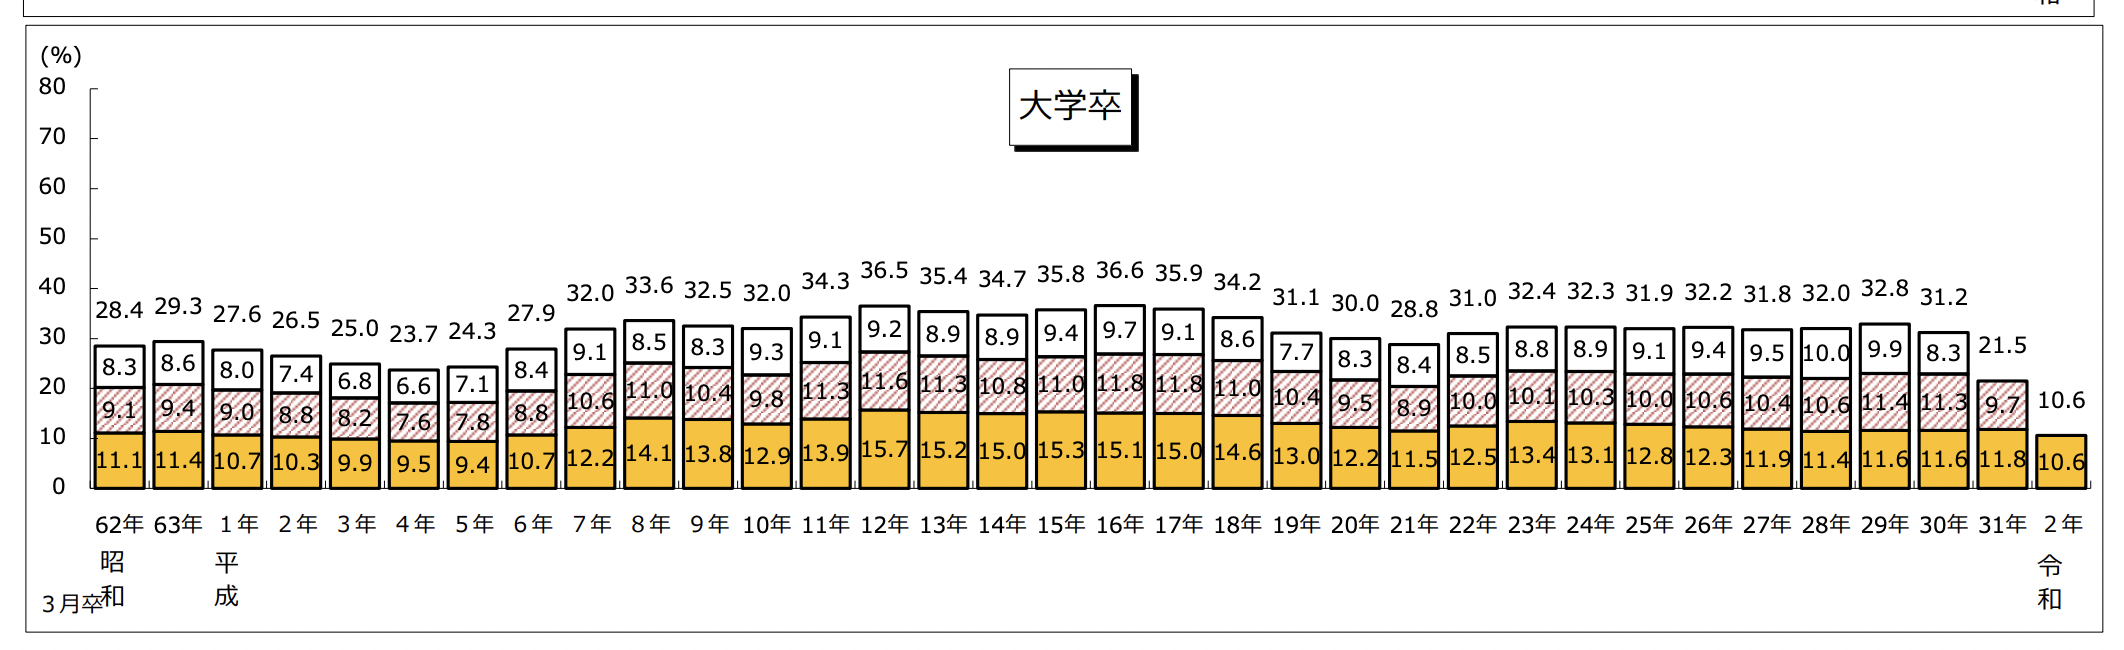 (%)
大学卒
80
70
60
50
40
30
20
10
0
28.4 29.3 27.6 26.5 25.0 23.7 24.3 27.9 32.0 33.6 32.5 32.0 34.3 36.5 35.4 34.7 35.8 36.6 35.9 34.2 31.1 30.0 28.8 31.0 32.4 32.3 31.9 32.2 31.8 32.0 32.8 31.2 21.5 10.6
8.3 8.6 8.0 7.4 6.8 6.6 7.1 8.4 9.1 8.5 8.3 9.3 9.1 9.2 8.9 8.9 9.4 9.7 9.1 8.6 7.7 8.3 8.4 8.5 8.8 8.9 9.1 9.4 9.5 10.0 9.9 8.3
9.1 9.4 9.0 8.8 8.2 7.6 7.8 8.8 10.6 11.0 10.4 9.8 11.3 11.6 11.3 10.8 11.0 11.8 11.8 11.0 10.4 9.5 8.9 10.0 10.1 10.3 10.0 10.6 10.4 10.6 11.4 11.3 9.7
11.1 11.4 10.7 10.3 9.9 9.5 9.4 10.7 12.2 14.1 13.8 12.9 13.9 15.7 15.2 15.0 15.3 15.1 15.0 14.6 13.0 12.2 11.5 12.5 13.4 13.1 12.8 12.3 11.9 11.4 11.6 11.6 11.8 10.6
62年 63年 1年 2年 3年 4年 5年 6年 7年 8年 9年 10年 11年 12年 13年 14年 15年 16年 17年 18年 19年 20年 21年 22年 23年 24年 25年 26年 27年 28年 29年 30年 31年 2年
昭和 平成 令和
3月卒